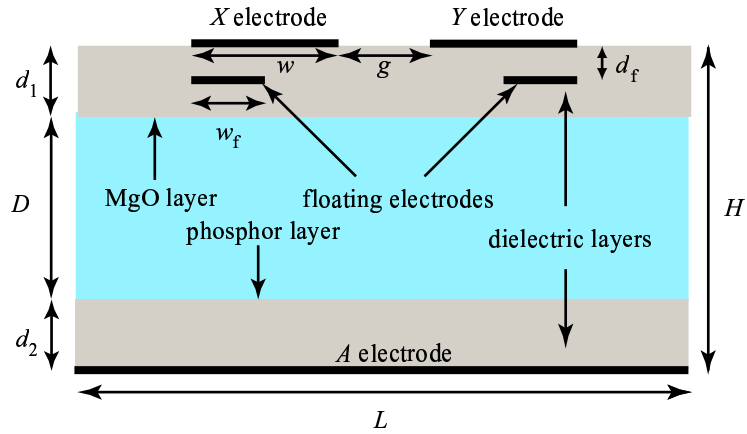 X electrode
Y electrode
d1
w
g
df
wf
D
MgO layer
floating electrodes
phosphor layer
dielectric layers
H
d2
A electrode
L